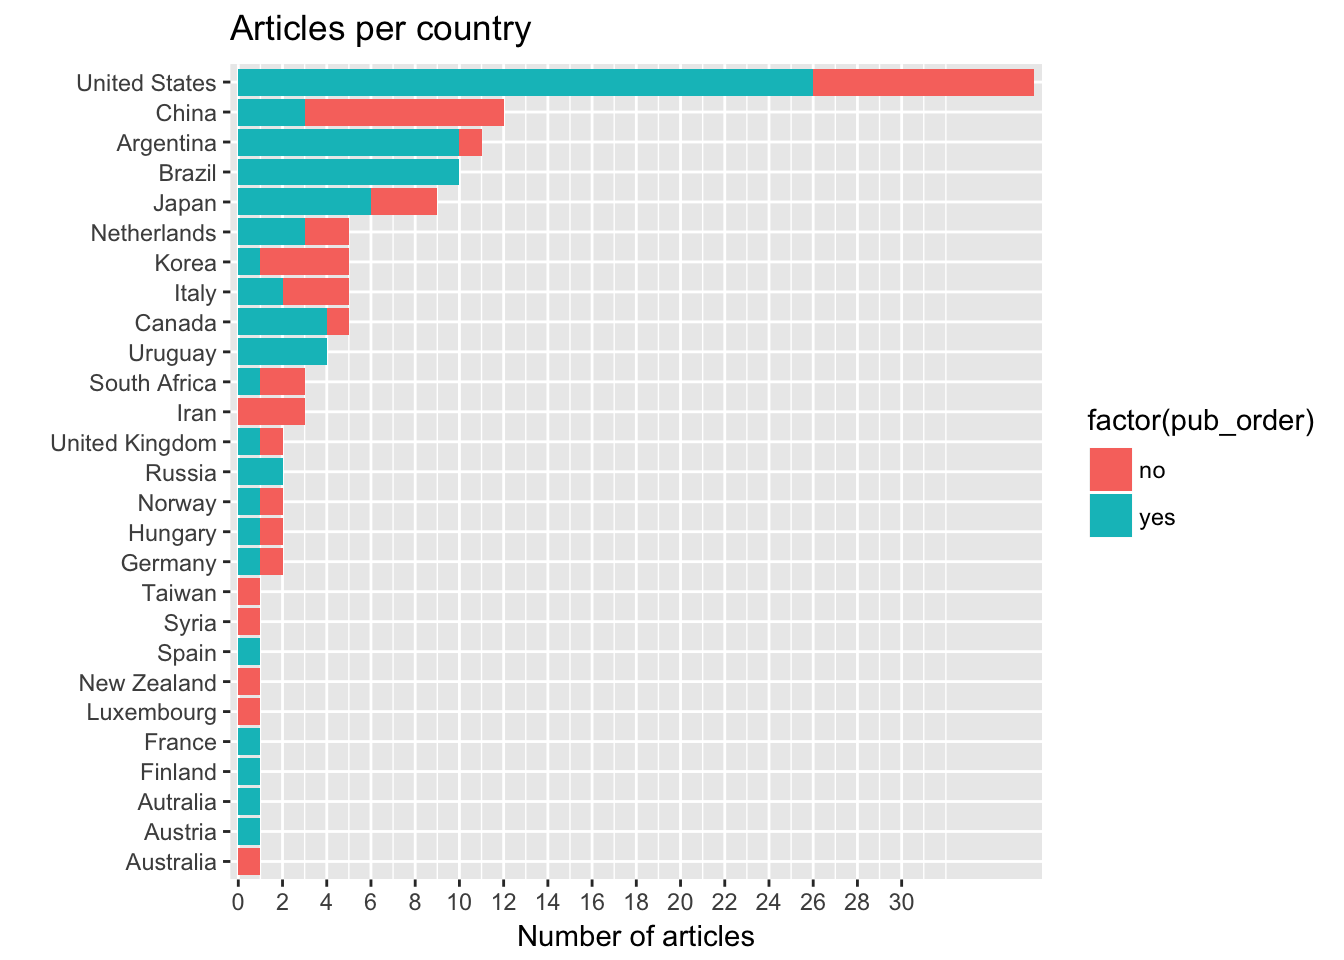 Articles per country
United States
China
Argentina
Brazil
Japan
Netherlands
Korea
Italy
Canada
Uruguay
South Africa
Iran
United Kingdom
Russia
Norway
Hungary
Germany
Taiwan
Syria
Spain
New Zealand
Luxembourg
France
Finland
Autralia
Austria
Australia
0 2 4 6 8 10 12 14 16 18 20 22 24 26 28 30
Number of articles
factor(pub_order)
no
yes